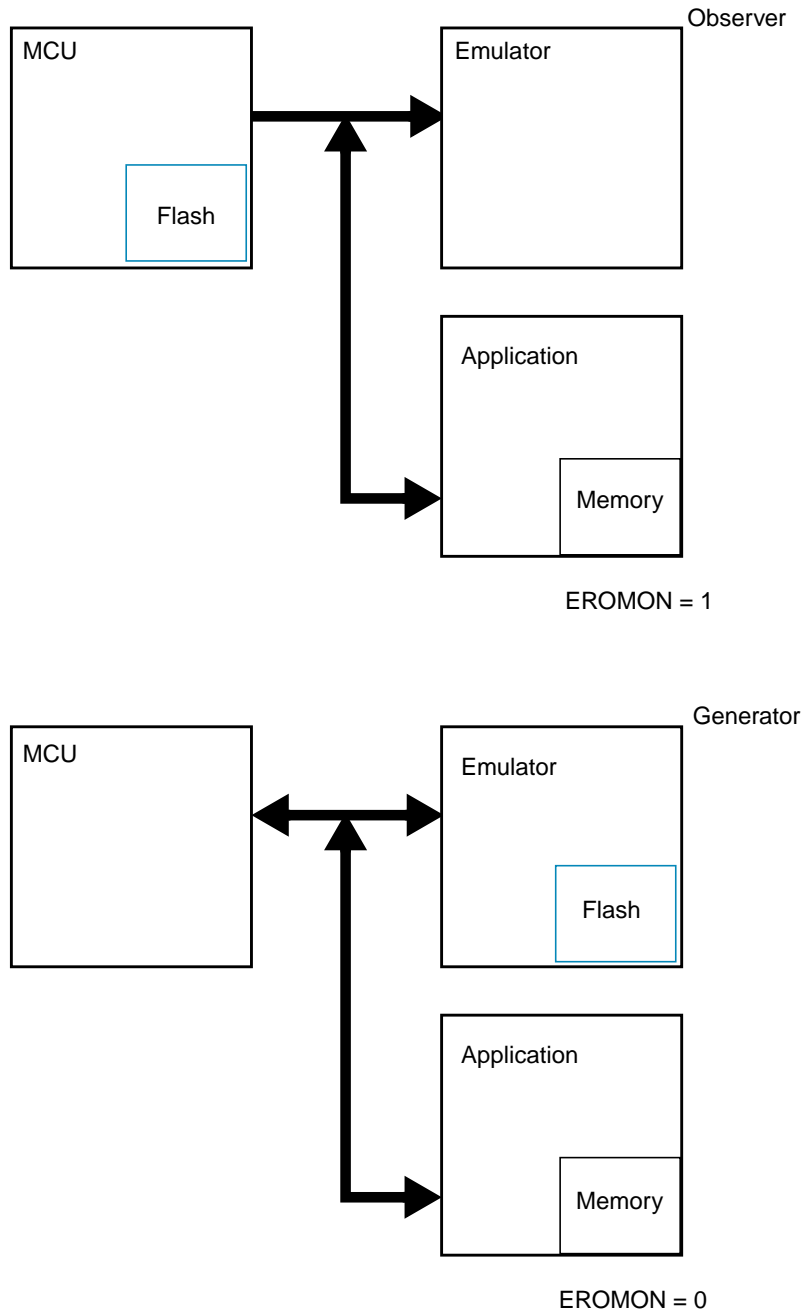 Observer
MCU
Emulator
Flash
Application
Memory
EROMON = 1
Generator
MCU
Emulator
Flash
Application
Memory
EROMON = 0